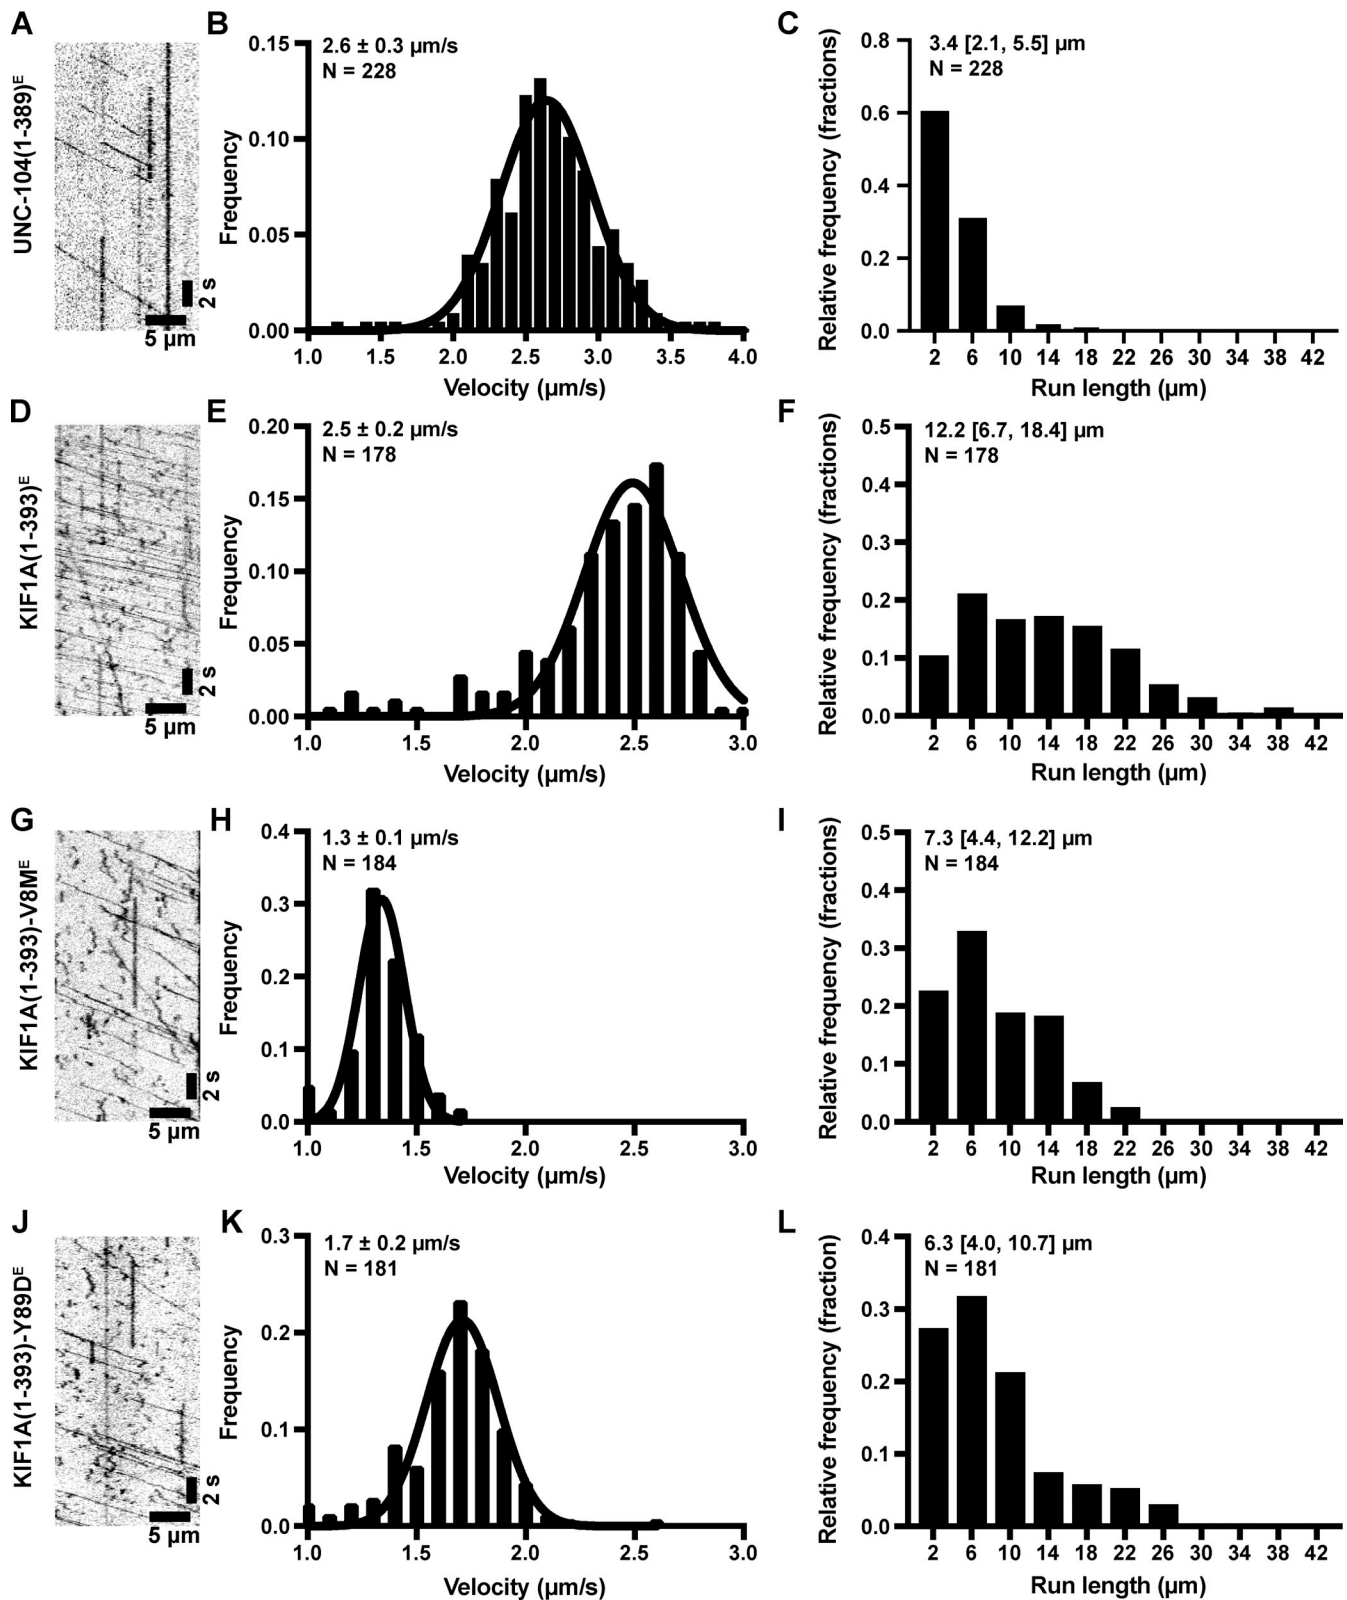 A
UNC-104(1-389)ᴱ
2 s
5 µm
B
2.6 ± 0.3 µm/s
N = 228
Frequency
0.15
0.10
0.05
0.00
1.0 1.5 2.0 2.5 3.0 3.5 4.0
Velocity (µm/s)
C
3.4 [2.1, 5.5] µm
N = 228
Relative frequency (fractions)
0.8
0.6
0.4
0.2
0.0
2 6 10 14 18 22 26 30 34 38 42
Run length (µm)
D
KIF1A(1-393)ᴱ
2 s
5 µm
E
2.5 ± 0.2 µm/s
N = 178
Frequency
0.20
0.15
0.10
0.05
0.00
1.0 1.5 2.0 2.5 3.0
Velocity (µm/s)
F
12.2 [6.7, 18.4] µm
N = 178
Relative frequency (fractions)
0.5
0.4
0.3
0.2
0.1
0.0
2 6 10 14 18 22 26 30 34 38 42
Run length (µm)
G
KIF1A(1-393)-V8Mᴱ
2 s
5 µm
H
1.3 ± 0.1 µm/s
N = 184
Frequency
0.4
0.3
0.2
0.1
0.0
1.0 1.5 2.0 2.5 3.0
Velocity (µm/s)
I
7.3 [4.4, 12.2] µm
N = 184
Relative frequency (fractions)
0.5
0.4
0.3
0.2
0.1
0.0
2 6 10 14 18 22 26 30 34 38 42
Run length (µm)
J
KIF1A(1-393)-Y89Dᴱ
2 s
5 µm
K
1.7 ± 0.2 µm/s
N = 181
Frequency
0.3
0.2
0.1
0.0
1.0 1.5 2.0 2.5 3.0
Velocity (µm/s)
L
6.3 [4.0, 10.7] µm
N = 181
Relative frequency (fraction)
0.4
0.3
0.2
0.1
0.0
2 6 10 14 18 22 26 30 34 38 42
Run length (µm)